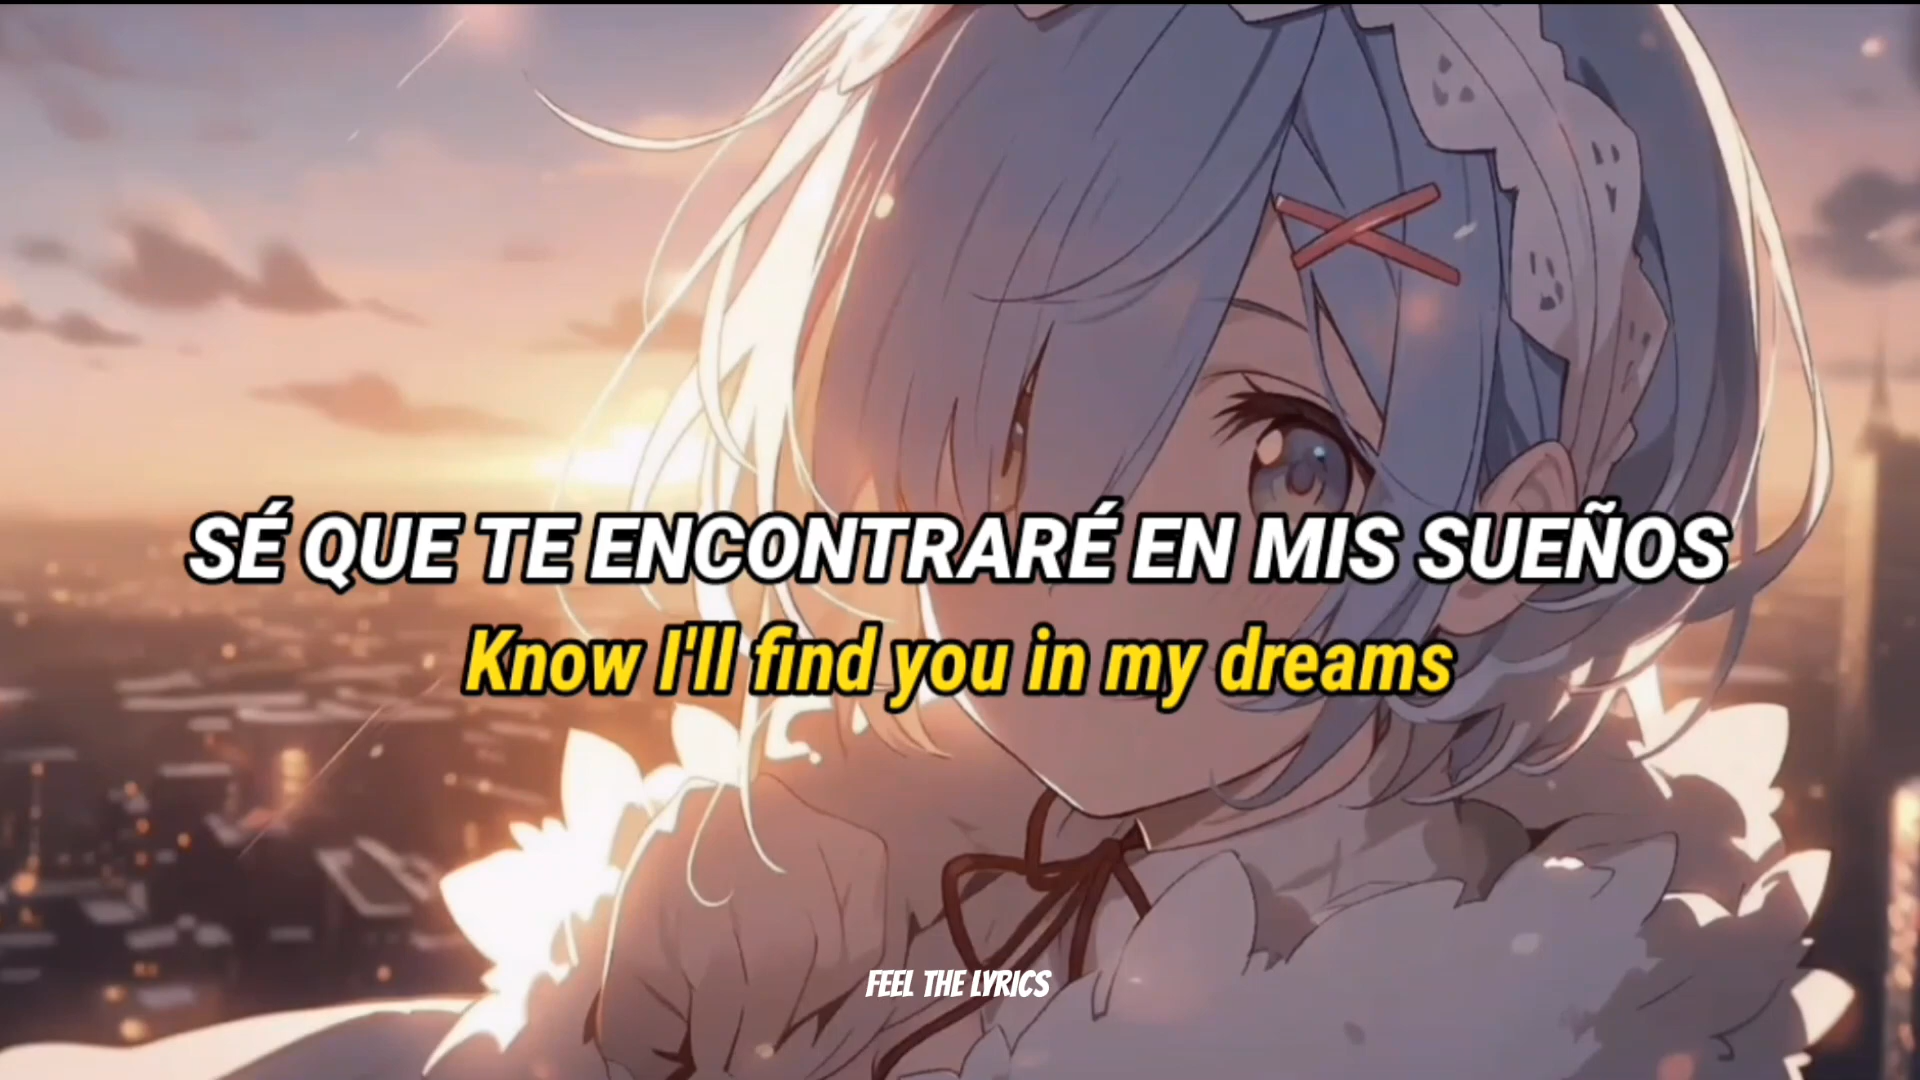 SÉ QUE TE ENCONTRARÉ EN MIS SUEÑOS
Know I'll find you in my dreams
FEEL THE LYRICS